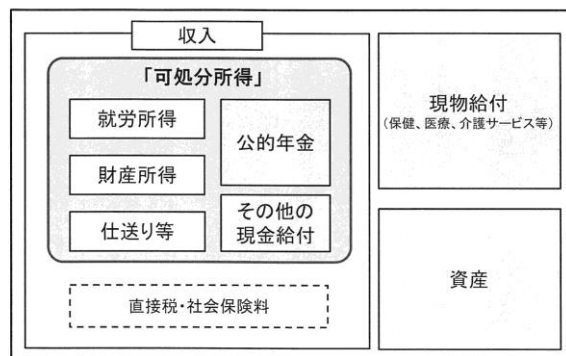 収入
「可処分所得」
就労所得
財産所得
仕送り等
公的年金
その他の
現金給付
直接税・社会保険料
現物給付
(保健、医療、介護サービス等)
資産